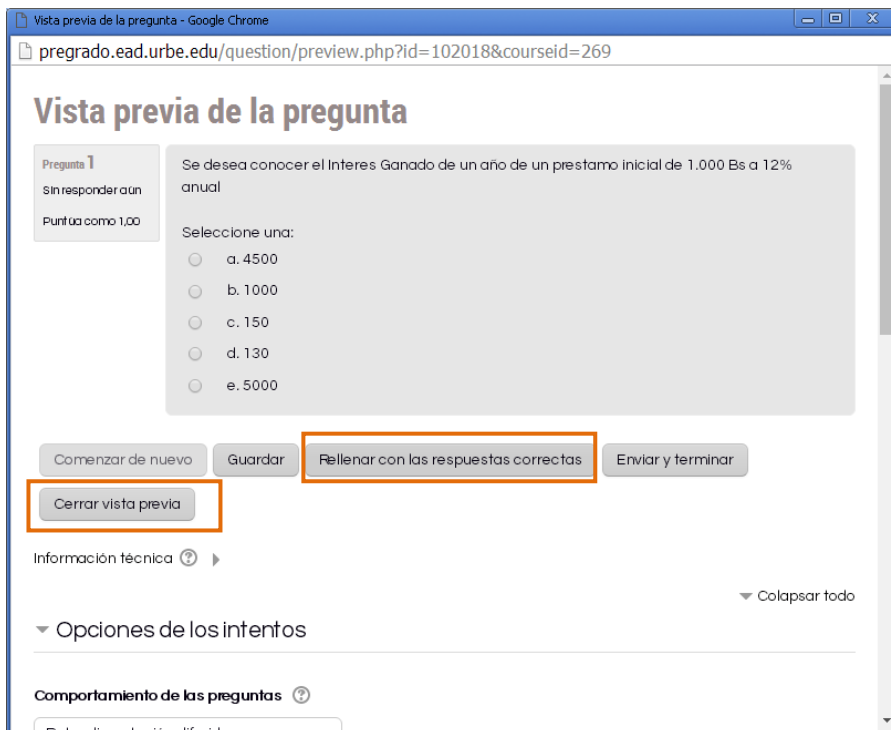 Vista previa de la pregunta - Google Chrome
pregrado.ead.urbe.edu/question/preview.php?id=102018&courseid=269
Vista previa de la pregunta
Pregunta 1
Sin responder aún
Puntúa como 1,00
Se desea conocer el Interes Ganado de un año de un prestamo inicial de 1.000 Bs a 12%
anual
Seleccione una:
a. 4500
b. 1000
c. 150
d. 130
e. 5000
Comenzar de nuevo Guardar Rellenar con las respuestas correctas Enviar y terminar
Cerrar vista previa
Información técnica
Colapsar todo
Opciones de los intentos
Comportamiento de las preguntas